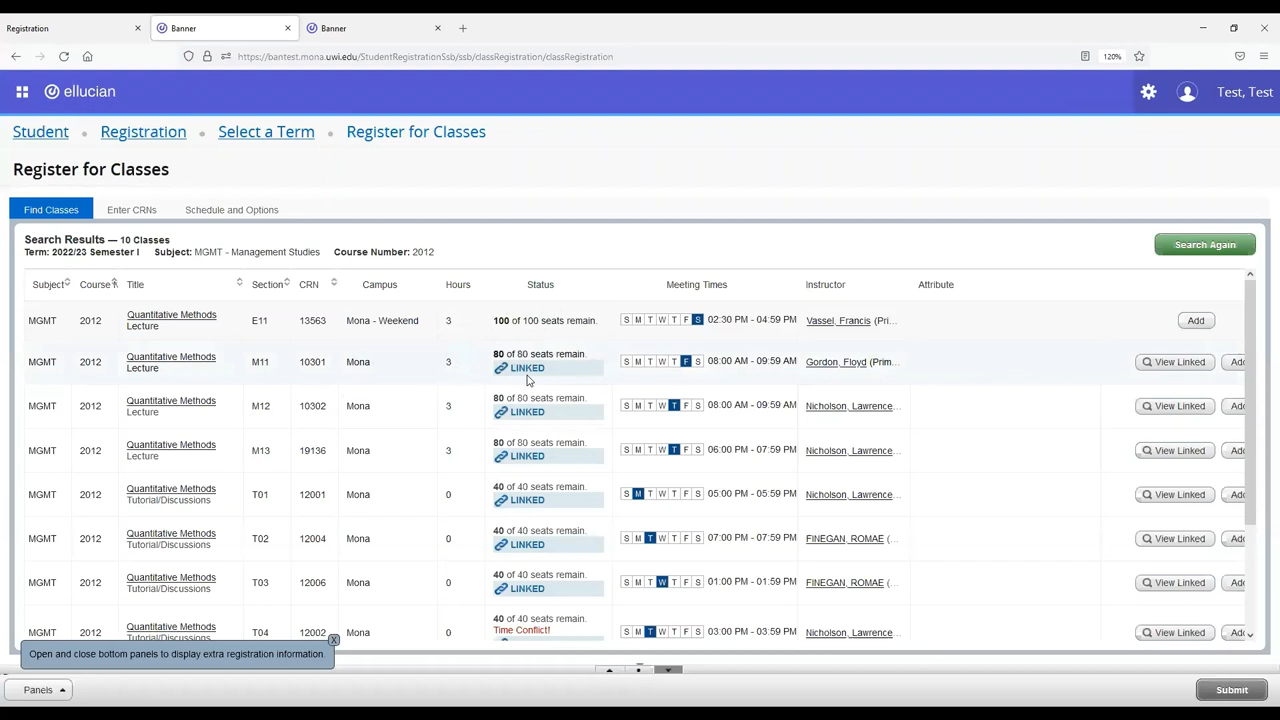 Registration
Banner
Banner
https://bantest.mona.uwi.edu/StudentRegistrationSsb/ssb/classRegistration/classRegistration
120%
ellucian
Test, Test
Student • Registration • Select a Term • Register for Classes
Register for Classes
Find Classes Enter CRNs Schedule and Options
Search Results — 10 Classes
Term: 2022/23 Semester I Subject: MGMT - Management Studies Course Number: 2012
Search Again
Subject Course Title Section CRN Campus Hours Status Meeting Times Instructor Attribute
MGMT 2012 Quantitative Methods E11 13563 Mona - Weekend 3 100 of 100 seats remain. S M T W T F S 02:30 PM - 04:59 PM Vassel, Francis (Pri... Add
Lecture
MGMT 2012 Quantitative Methods M11 10301 Mona 3 80 of 80 seats remain. S M T W T F S 08:00 AM - 09:59 AM Gordon, Floyd (Prim... View Linked Add
Lecture LINKED
MGMT 2012 Quantitative Methods M12 10302 Mona 3 80 of 80 seats remain. S M T W T F S 08:00 AM - 09:59 AM Nicholson, Lawrence... View Linked Add
Lecture LINKED
MGMT 2012 Quantitative Methods M13 19136 Mona 3 80 of 80 seats remain. S M T W T F S 06:00 PM - 07:59 PM Nicholson, Lawrence... View Linked Add
Lecture LINKED
MGMT 2012 Quantitative Methods T01 12001 Mona 0 40 of 40 seats remain. S M T W T F S 05:00 PM - 05:59 PM Nicholson, Lawrence... View Linked Add
Tutorial/Discussions LINKED
MGMT 2012 Quantitative Methods T02 12004 Mona 0 40 of 40 seats remain. S M T W T F S 07:00 PM - 07:59 PM FINEGAN, ROMAE (... View Linked Add
Tutorial/Discussions LINKED
MGMT 2012 Quantitative Methods T03 12006 Mona 0 40 of 40 seats remain. S M T W T F S 01:00 PM - 01:59 PM FINEGAN, ROMAE (... View Linked Add
Tutorial/Discussions LINKED
MGMT 2012 Quantitative Methods T04 12002 Mona 0 40 of 40 seats remain. S M T W T F S 03:00 PM - 03:59 PM Nicholson, Lawrence... View Linked Add
Tutorial/Discussions Time Conflict!
X
Open and close bottom panels to display extra registration information.
Panels
Submit